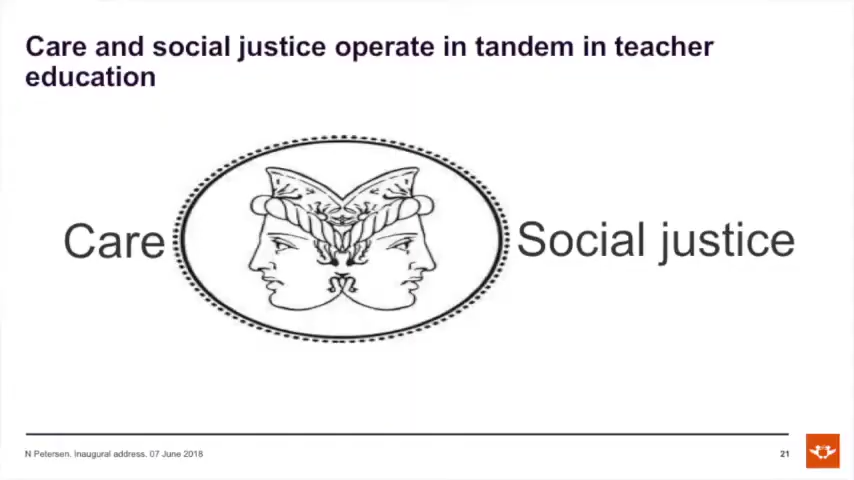 Care and social justice operate in tandem in teacher
education
Care
Social justice
N Petersen. Inaugural address. 07 June 2018
21